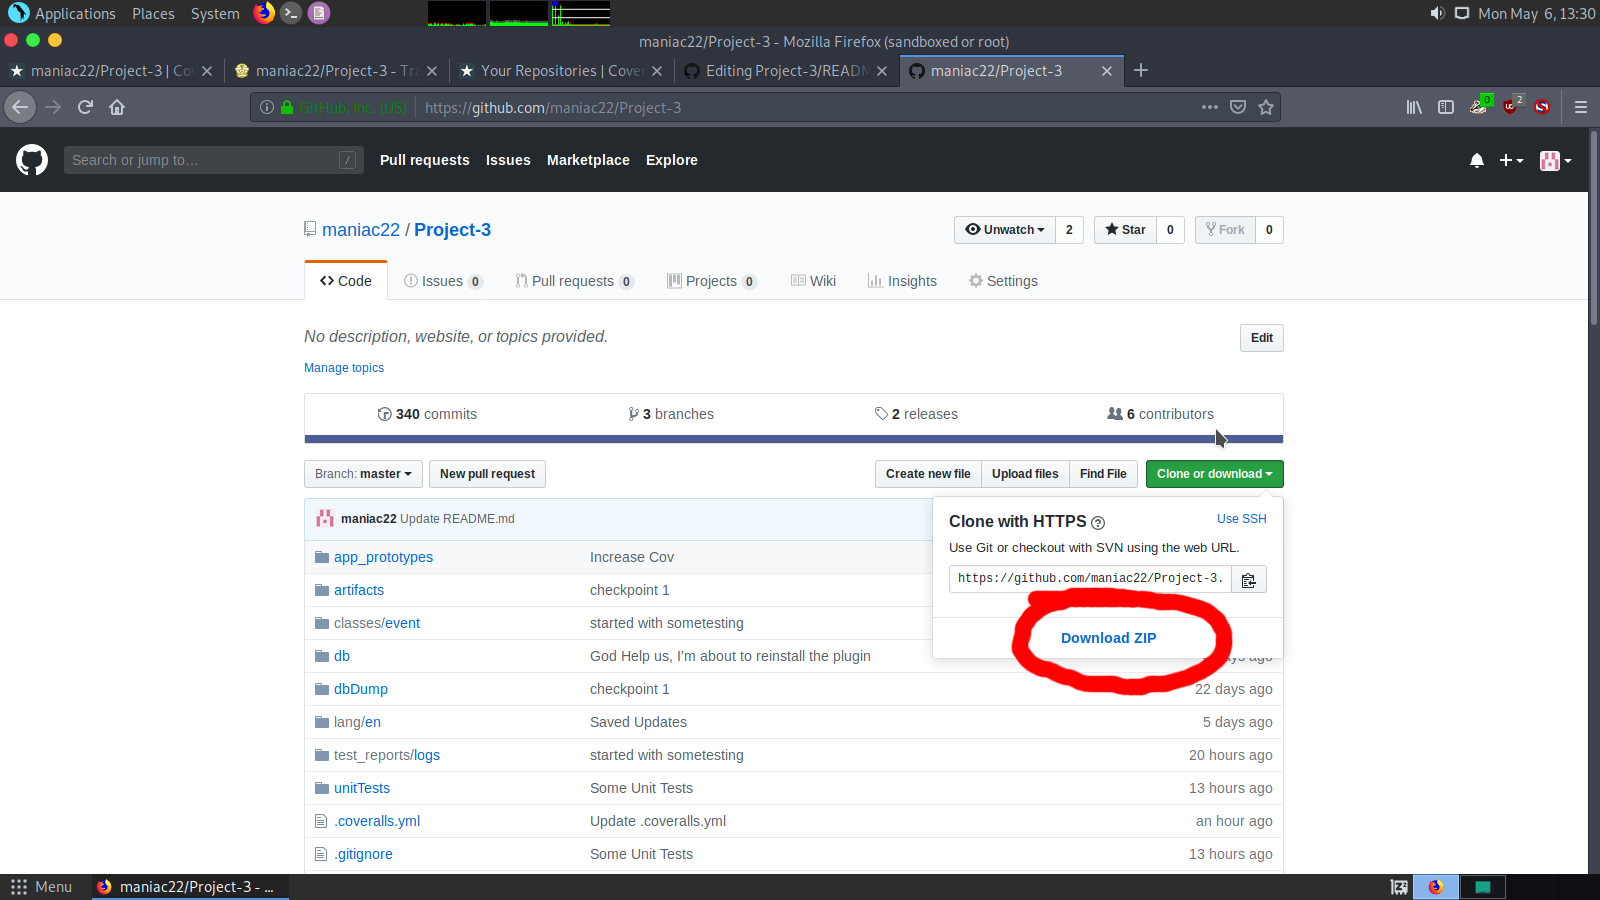 Applications Places System
Mon May 6, 13:30
maniac22/Project-3 - Mozilla Firefox (sandboxed or root)
maniac22/Project-3 | Co
maniac22/Project-3 - Tra
Your Repositories | Cove
Editing Project-3/READM
maniac22/Project-3
GitHub, Inc. (US) https://github.com/maniac22/Project-3
0
2
Search or jump to… /
Pull requests Issues Marketplace Explore
maniac22 / Project-3
Unwatch 2 Star 0 Fork 0
Code Issues 0 Pull requests 0 Projects 0 Wiki Insights Settings
No description, website, or topics provided.
Edit
Manage topics
340 commits 3 branches 2 releases 6 contributors
Branch: master New pull request Create new file Upload files Find File Clone or download
maniac22 Update README.md
Clone with HTTPS ? Use SSH
Use Git or checkout with SVN using the web URL.
https://github.com/maniac22/Project-3.
Download ZIP
app_prototypes Increase Cov
artifacts checkpoint 1
classes/event started with sometesting
db God Help us, I'm about to reinstall the plugin days ago
dbDump checkpoint 1 22 days ago
lang/en Saved Updates 5 days ago
test_reports/logs started with sometesting 20 hours ago
unitTests Some Unit Tests 13 hours ago
.coveralls.yml Update .coveralls.yml an hour ago
.gitignore Some Unit Tests 13 hours ago
Menu maniac22/Project-3 - ...